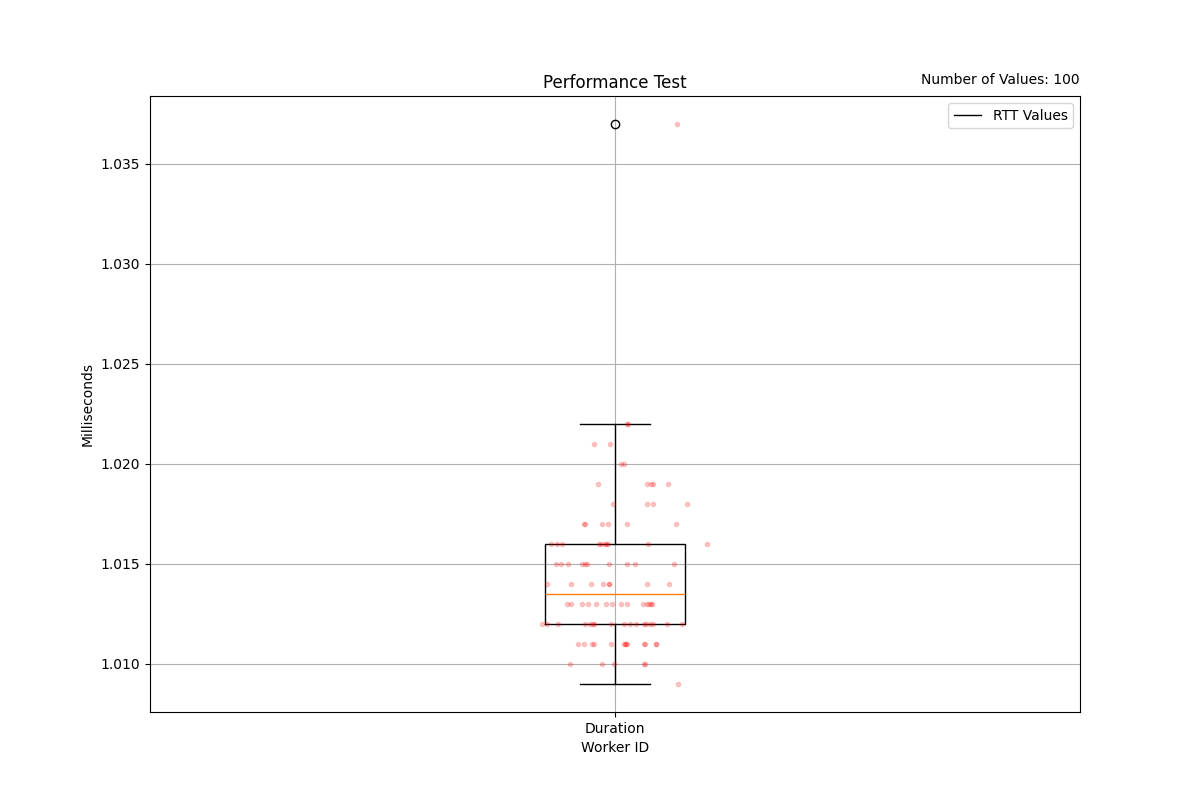 Performance Test
Number of Values: 100
RTT Values
Milliseconds
1.035
1.030
1.025
1.020
1.015
1.010
Duration
Worker ID